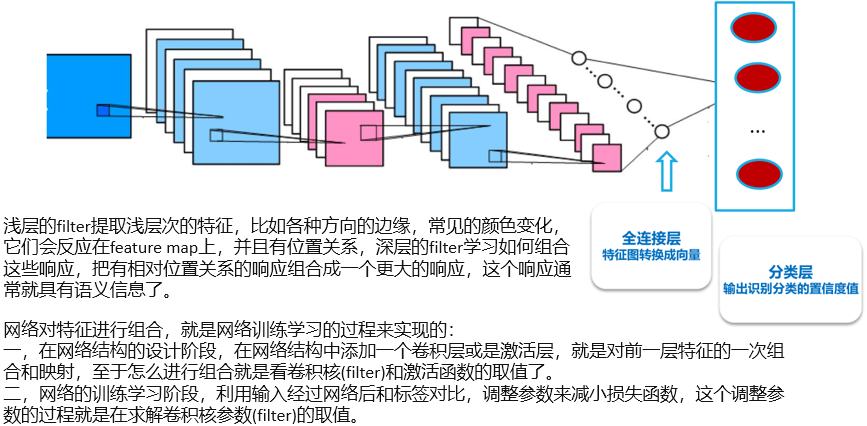 ...
全连接层
特征图转换成向量
分类层
输出识别分类的置信度值
浅层的filter提取浅层次的特征，比如各种方向的边缘，常见的颜色变化，
它们会反应在feature map上，并且有位置关系，深层的filter学习如何组合
这些响应，把有相对位置关系的响应组合成一个更大的响应，这个响应通
常就具有语义信息了。
网络对特征进行组合，就是网络训练学习的过程来实现的：
一，在网络结构的设计阶段，在网络结构中添加一个卷积层或是激活层，就是对前一层特征的一次组
合和映射，至于怎么进行组合就是看卷积核(filter)和激活函数的取值了。
二，网络的训练学习阶段，利用输入经过网络后和标签对比，调整参数来减小损失函数，这个调整参
数的过程就是在求解卷积核参数(filter)的取值。